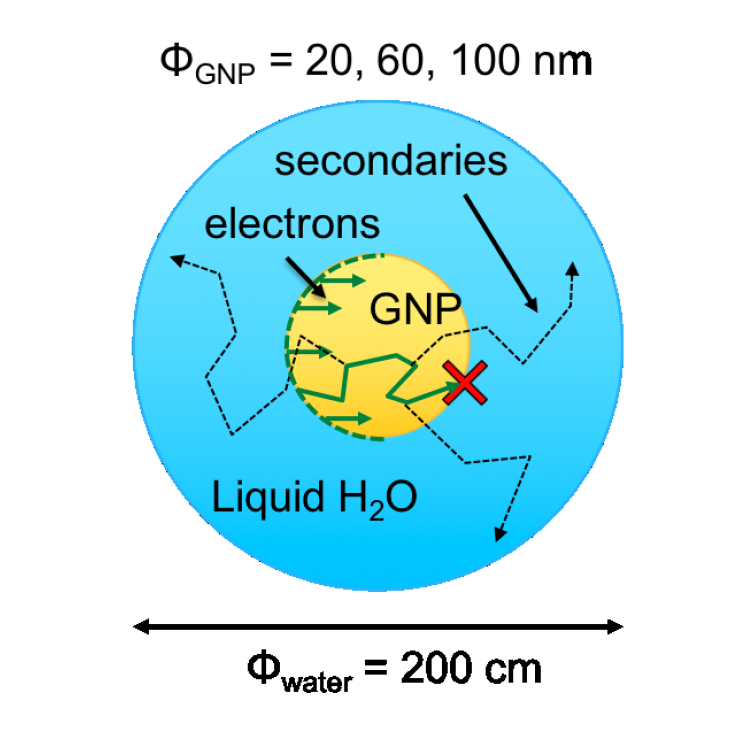 ΦGNP = 20, 60, 100 nm
secondaries
electrons
GNP
Liquid H2O
Φwater = 200 cm